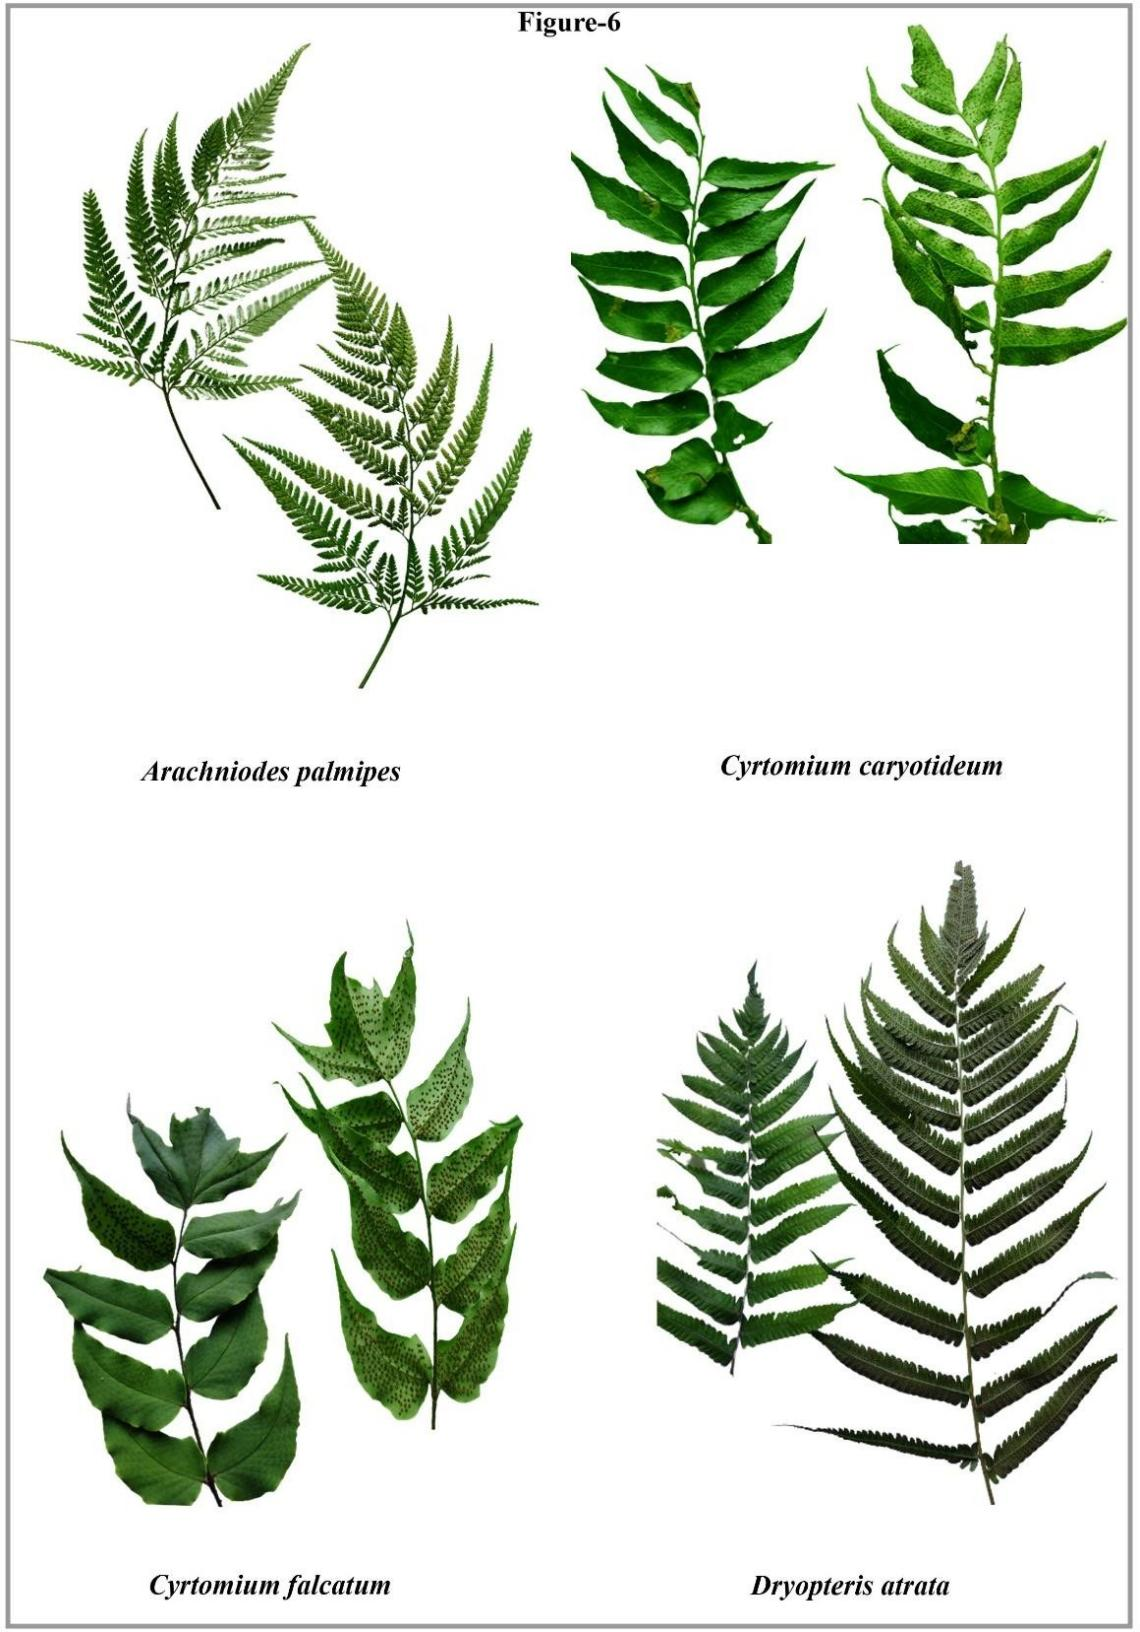 Figure-6
Arachniodes palmipes
Cyrtomium caryotideum
Cyrtomium falcatum
Dryopteris atrata